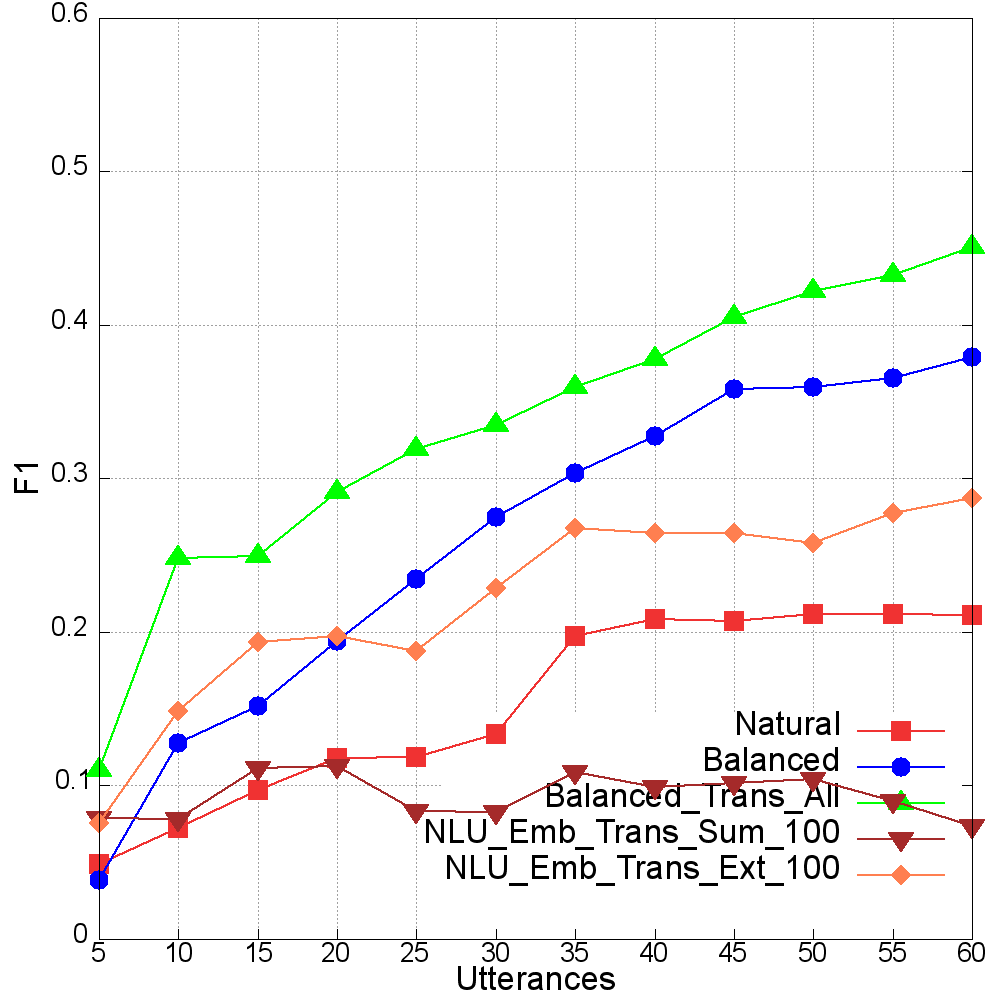 0.6
0.5
0.4
0.3
0.2
0.1
0
F1
5 10 15 20 25 30 35 40 45 50 55 60
Utterances
Natural
Balanced
Balanced_Trans_All
NLU_Emb_Trans_Sum_100
NLU_Emb_Trans_Ext_100